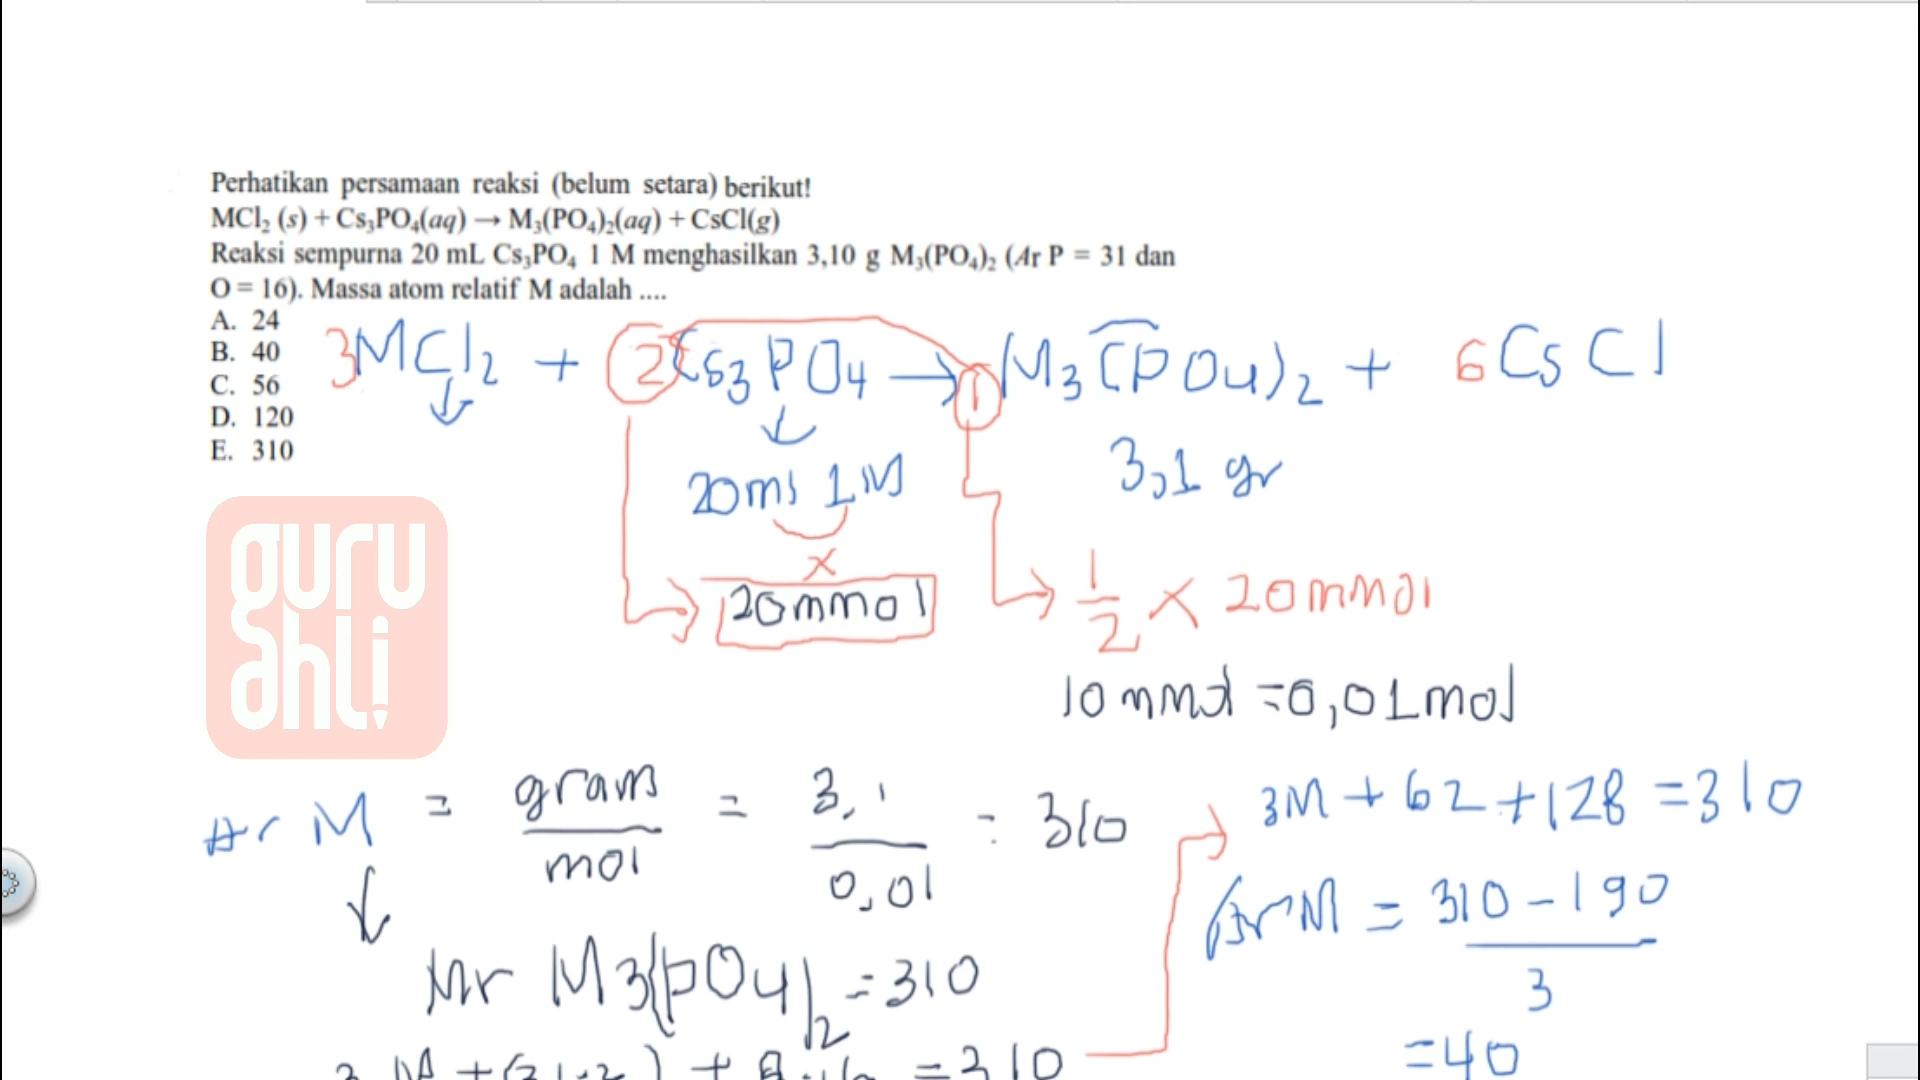 Perhatikan persamaan reaksi (belum setara) berikut!
MCl₂ (s) + Cs₃PO₄(aq) → M₃(PO₄)₂(aq) + CsCl(g)
Reaksi sempurna 20 mL Cs₃PO₄ 1 M menghasilkan 3,10 g M₃(PO₄)₂ (Ar P = 31 dan
O = 16). Massa atom relatif M adalah ....
A. 24
B. 40
C. 56
D. 120
E. 310
3MCl₂ + 2Cs₃PO₄ → 1 M₃(PO₄)₂ + 6CsCl
20ml 1M
3,1 gr
x
20mmol
1/2 x 20mmol
10 mmol = 0,01 mol
guru
ahli
Ar M = gram/mol = 3,1/0,01 = 310
Mr M₃(PO₄)₂ = 310
= 310
3M + 62 + 128 = 310
Ar M = 310 - 190 / 3
= 40